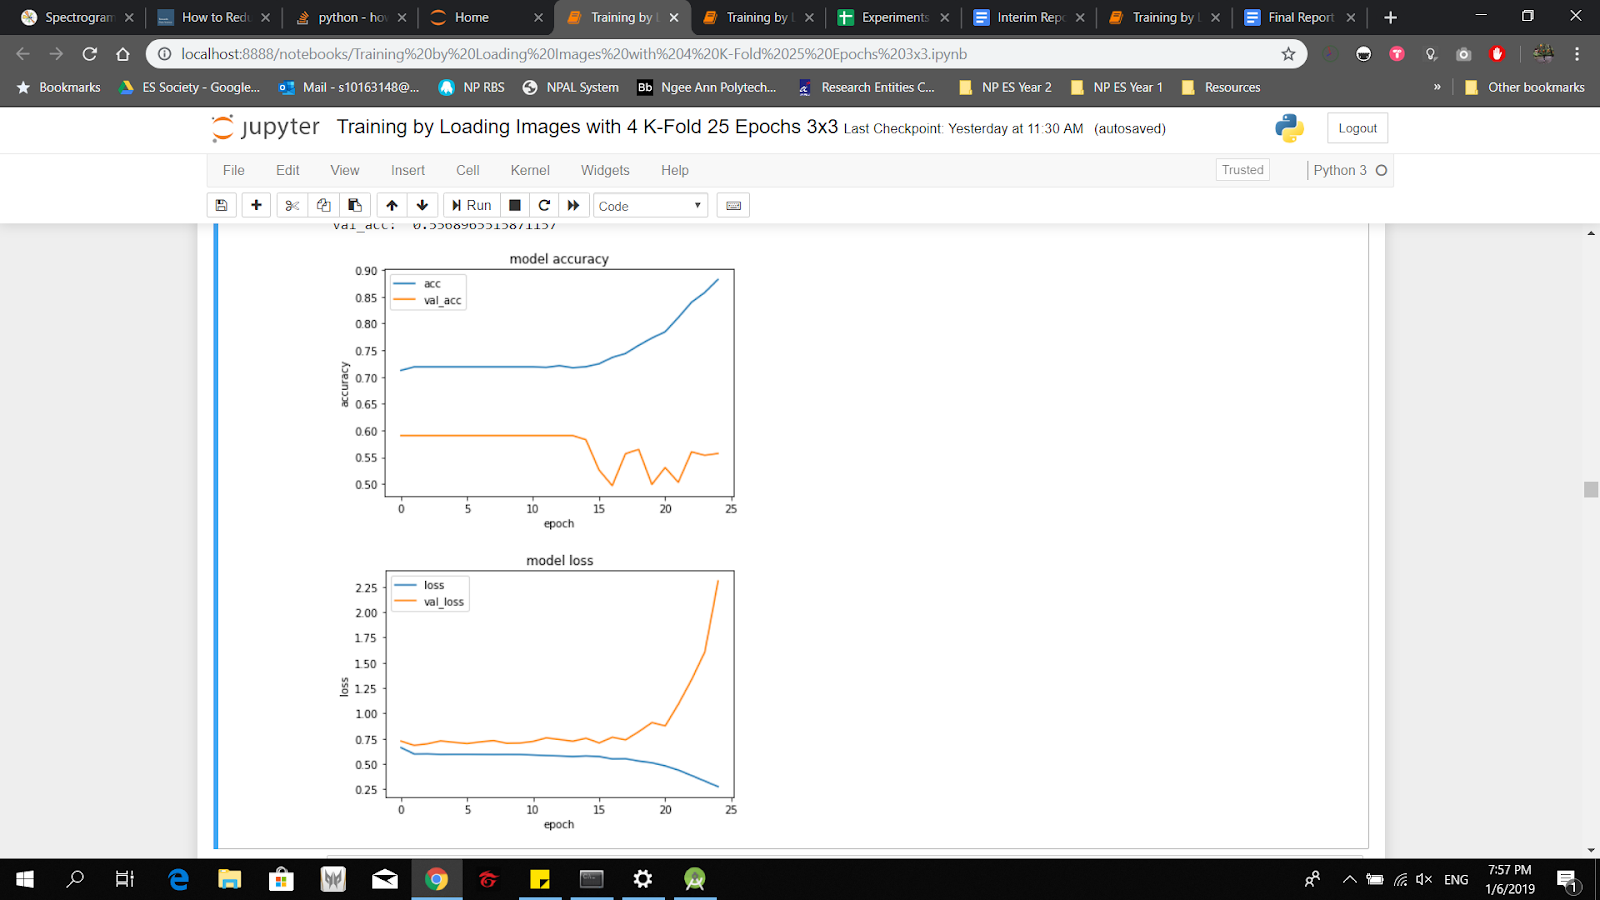 Spectrogram
How to Redu
python - how
Home
Training by L
Training by L
Experiments
Interim Repo
Training by L
Final Report
localhost:8888/notebooks/Training%20by%20Loading%20Images%20with%204%20K-Fold%2025%20Epochs%203x3.ipynb
Bookmarks
ES Society - Google...
Mail - s10163148@...
NP RBS
NPAL System
Bb Ngee Ann Polytech...
Research Entities C...
NP ES Year 2
NP ES Year 1
Resources
»
Other bookmarks
jupyter Training by Loading Images with 4 K-Fold 25 Epochs 3x3 Last Checkpoint: Yesterday at 11:30 AM (autosaved)
Logout
File Edit View Insert Cell Kernel Widgets Help
Trusted
Python 3
Run
Code
val_acc: 0.5568965515871157
model accuracy
acc
val_acc
0.90
0.85
0.80
0.75
0.70
0.65
0.60
0.55
0.50
accuracy
0 5 10 15 20 25
epoch
model loss
loss
val_loss
2.25
2.00
1.75
1.50
1.25
1.00
0.75
0.50
0.25
loss
0 5 10 15 20 25
epoch
ENG
7:57 PM
1/6/2019
1